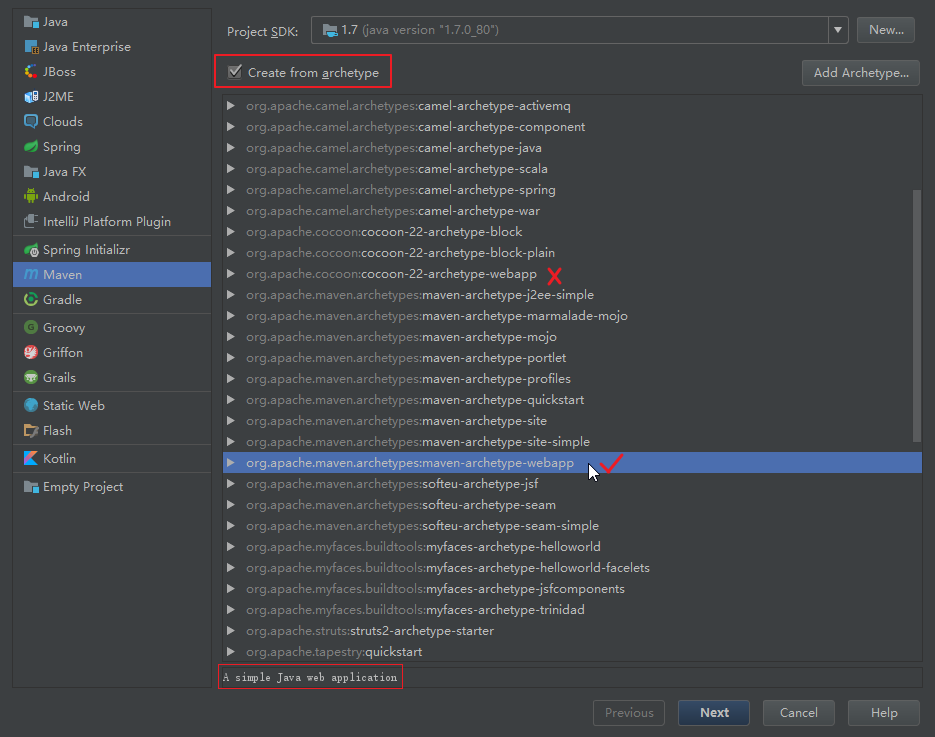 Java
Java Enterprise
JBoss
J2ME
Clouds
Spring
Java FX
Android
IntelliJ Platform Plugin
Spring Initializr
Maven
Gradle
Groovy
Griffon
Grails
Static Web
Flash
Kotlin
Empty Project
Project SDK: 1.7 (java version "1.7.0_80") New...
Create from archetype Add Archetype...
org.apache.camel.archetypes:camel-archetype-activemq
org.apache.camel.archetypes:camel-archetype-component
org.apache.camel.archetypes:camel-archetype-java
org.apache.camel.archetypes:camel-archetype-scala
org.apache.camel.archetypes:camel-archetype-spring
org.apache.camel.archetypes:camel-archetype-war
org.apache.cocoon:cocoon-22-archetype-block
org.apache.cocoon:cocoon-22-archetype-block-plain
org.apache.cocoon:cocoon-22-archetype-webapp
org.apache.maven.archetypes:maven-archetype-j2ee-simple
org.apache.maven.archetypes:maven-archetype-marmalade-mojo
org.apache.maven.archetypes:maven-archetype-mojo
org.apache.maven.archetypes:maven-archetype-portlet
org.apache.maven.archetypes:maven-archetype-profiles
org.apache.maven.archetypes:maven-archetype-quickstart
org.apache.maven.archetypes:maven-archetype-site
org.apache.maven.archetypes:maven-archetype-site-simple
org.apache.maven.archetypes:maven-archetype-webapp
org.apache.maven.archetypes:softeu-archetype-jsf
org.apache.maven.archetypes:softeu-archetype-seam
org.apache.maven.archetypes:softeu-archetype-seam-simple
org.apache.myfaces.buildtools:myfaces-archetype-helloworld
org.apache.myfaces.buildtools:myfaces-archetype-helloworld-facelets
org.apache.myfaces.buildtools:myfaces-archetype-jsfcomponents
org.apache.myfaces.buildtools:myfaces-archetype-trinidad
org.apache.struts:struts2-archetype-starter
org.apache.tapestry:quickstart
A simple Java web application
Previous Next Cancel Help